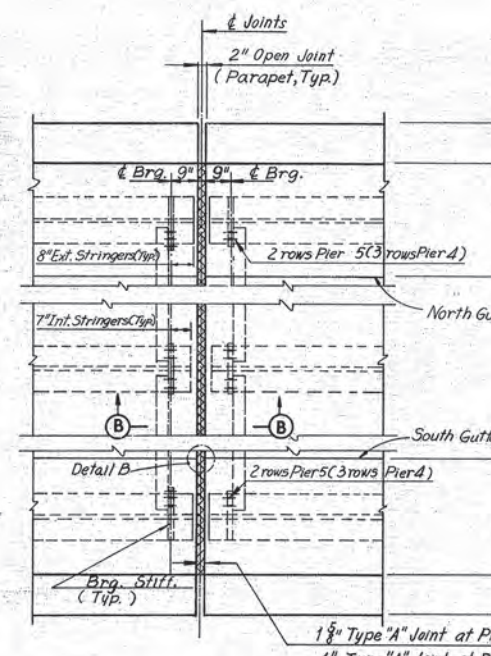 ℄ Joints
2" Open Joint
(Parapet, Typ.)
℄ Brg. 9" 9" ℄ Brg.
8" Ext. Stringers (Typ.)
2 rows Pier 5 (3 rows Pier 4)
North Gu
7" Int. Stringers (Typ.)
B B
South Gutt
Detail B
2 rows Pier 5 (3 rows Pier 4)
Brg. Stiff.
(Typ.)
1 5/8" Type "A" Joint at P